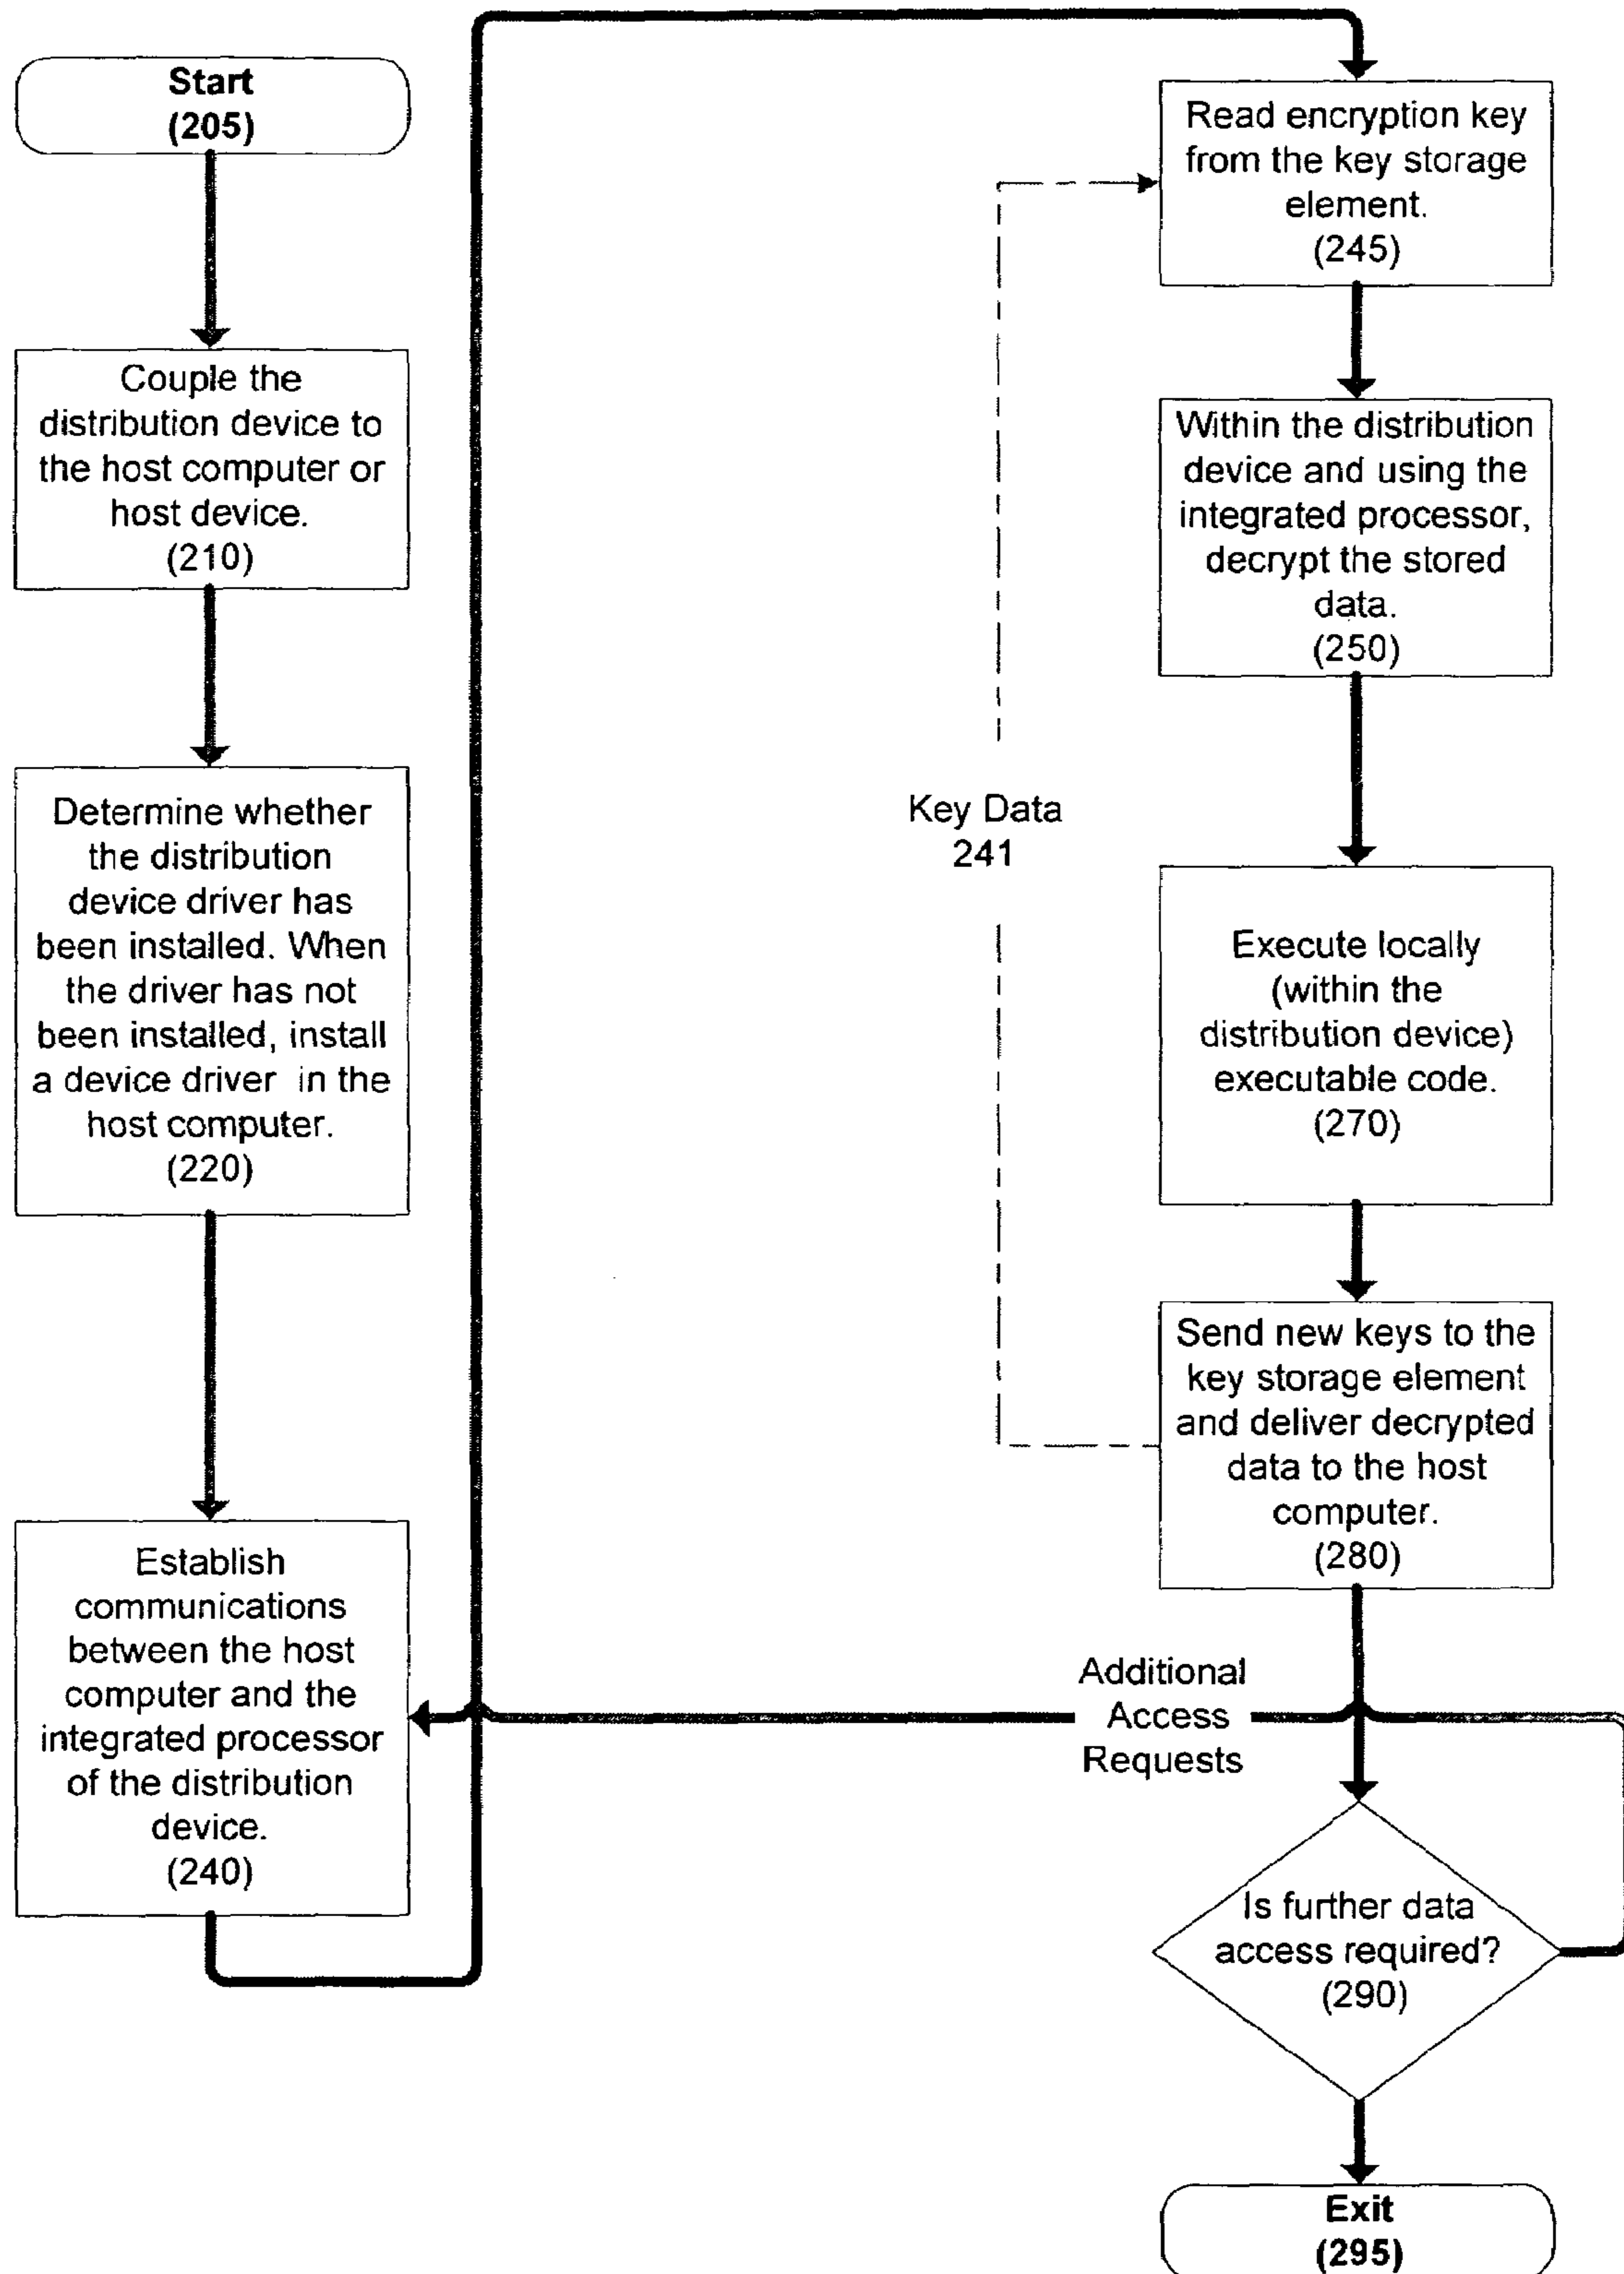 Start
(205)
Couple the
distribution device to
the host computer or
host device.
(210)
Determine whether
the distribution
device driver has
been installed. When
the driver has not
been installed, install
a device driver in the
host computer.
(220)
Establish
communications
between the host
computer and the
integrated processor
of the distribution
device.
(240)
Read encryption key
from the key storage
element.
(245)
Within the distribution
device and using the
integrated processor,
decrypt the stored
data.
(250)
Key Data
241
Execute locally
(within the
distribution device)
executable code.
(270)
Send new keys to the
key storage element
and deliver decrypted
data to the host
computer.
(280)
Additional
Access
Requests
Is further data
access required?
(290)
Exit
(295)